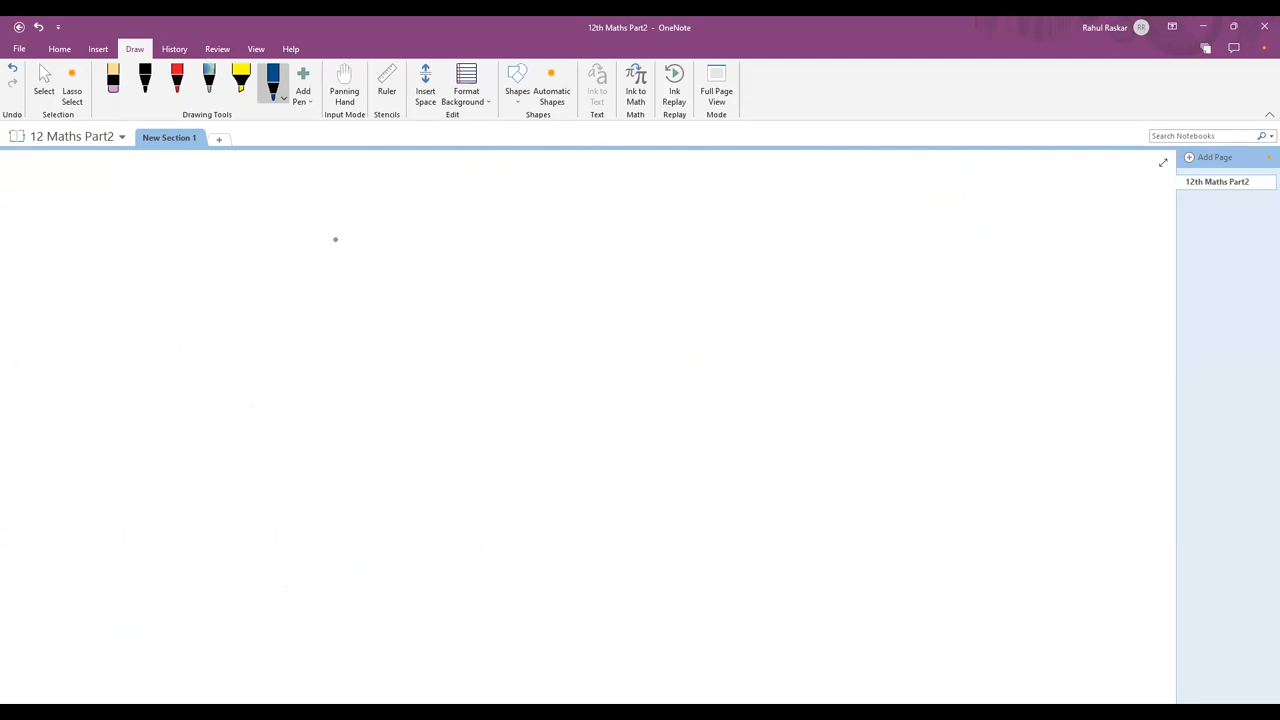 12th Maths Part2 - OneNote
Rahul Raskar RR
File Home Insert Draw History Review View Help
Select Lasso Select Add Pen Panning Hand Ruler Insert Space Format Background Shapes Automatic Shapes Ink to Text Ink to Math Ink Replay Full Page View
Undo Selection Drawing Tools Input Mode Stencils Edit Shapes Text Math Replay Mode
12 Maths Part2 New Section 1 Search Notebooks
Add Page
12th Maths Part2